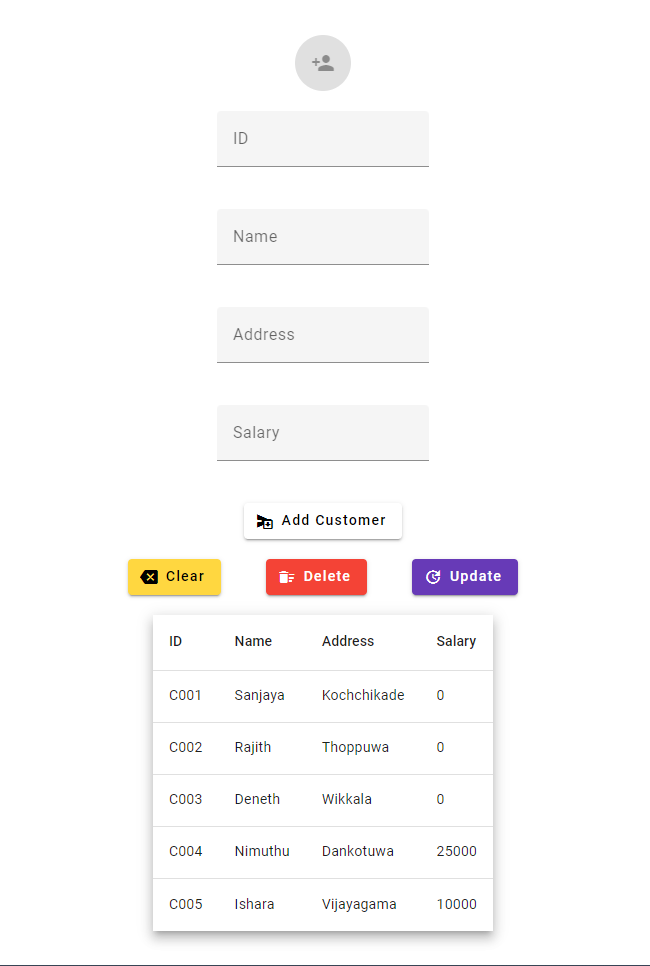 ID
Name
Address
Salary
Add Customer
Clear Delete Update
ID Name Address Salary
C001 Sanjaya Kochchikade 0
C002 Rajith Thoppuwa 0
C003 Deneth Wikkala 0
C004 Nimuthu Dankotuwa 25000
C005 Ishara Vijayagama 10000